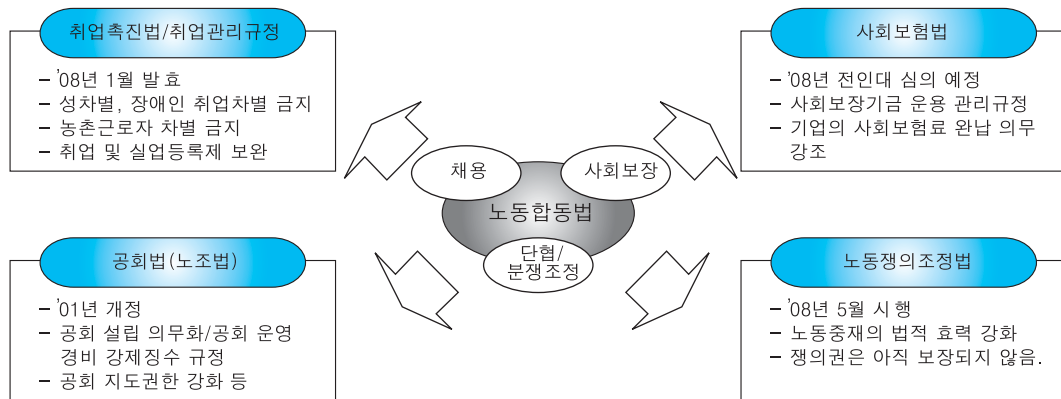 취업촉진법/취업관리규정
– '08년 1월 발효
– 성차별, 장애인 취업차별 금지
– 농촌근로자 차별 금지
– 취업 및 실업등록제 보완
사회보험법
– '08년 전인대 심의 예정
– 사회보장기금 운용 관리규정
– 기업의 사회보험료 완납 의무
강조
채용
사회보장
노동합동법
단협/
분쟁조정
공회법(노조법)
– '01년 개정
– 공회 설립 의무화/공회 운영
경비 강제징수 규정
– 공회 지도권한 강화 등
노동쟁의조정법
– '08년 5월 시행
– 노동중재의 법적 효력 강화
– 쟁의권은 아직 보장되지 않음.